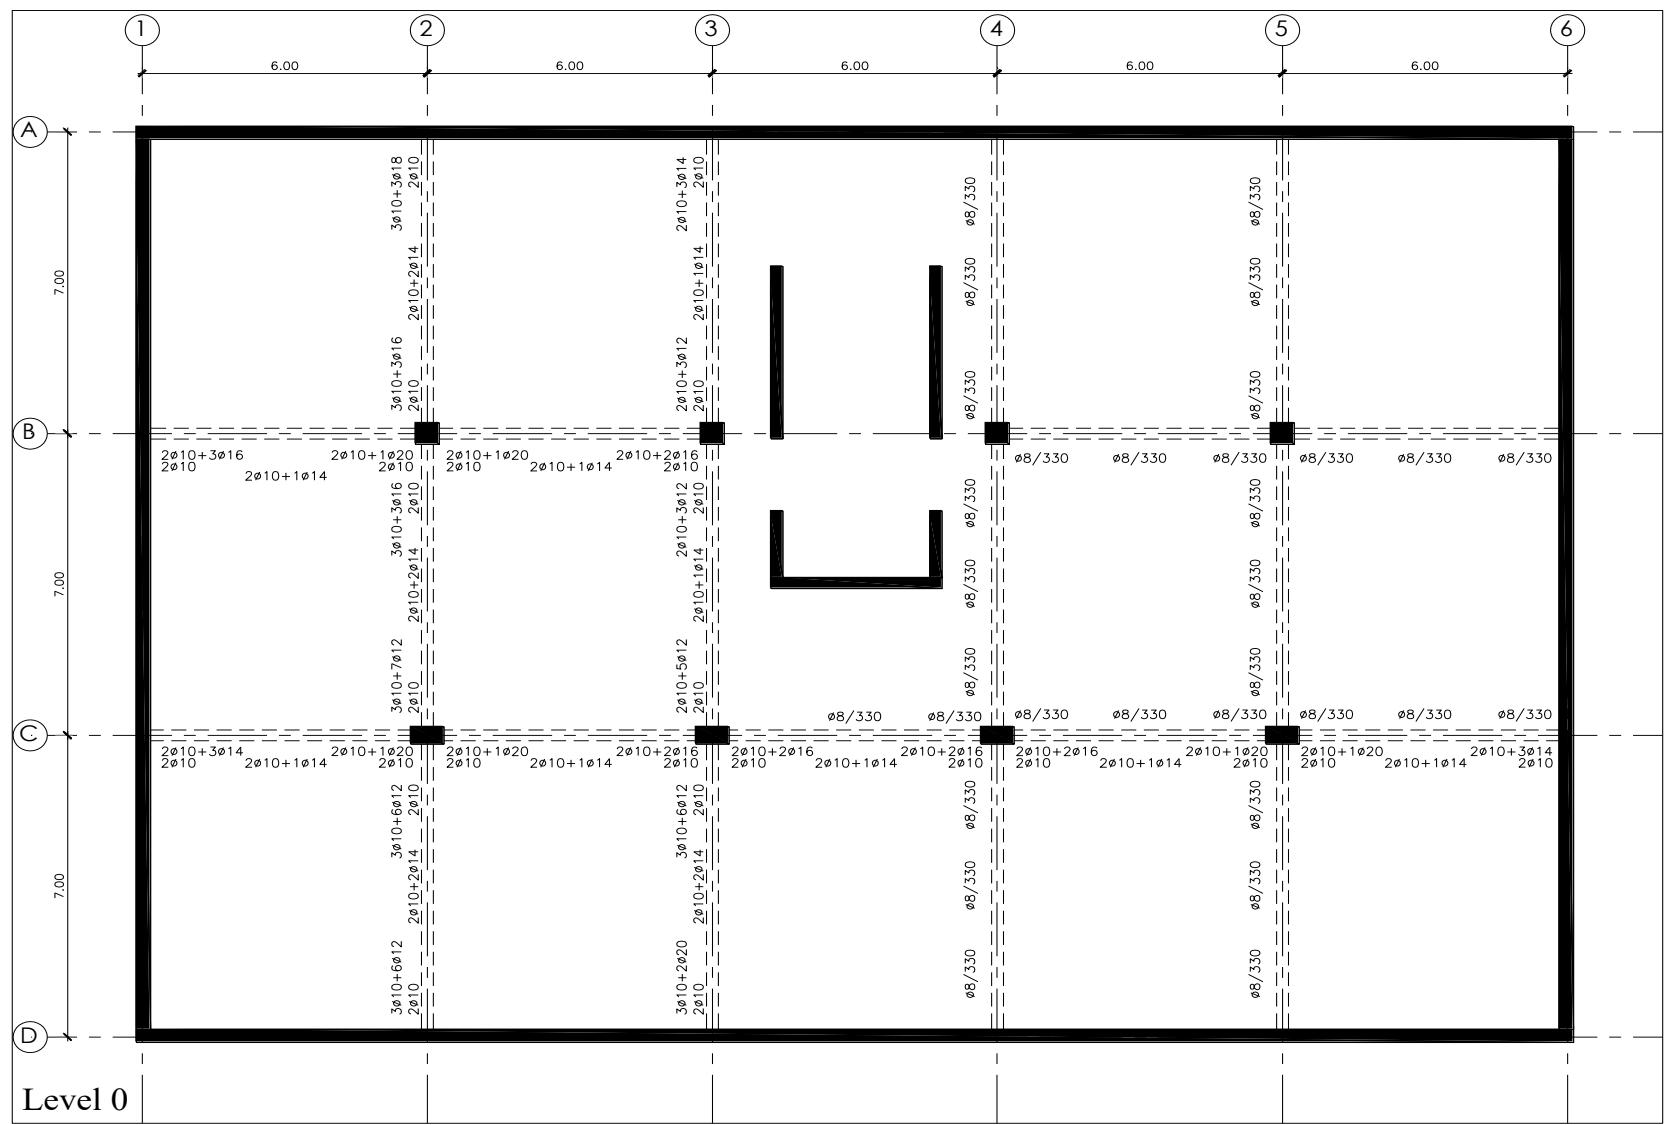 1 2 3 4 5 6
6.00 6.00 6.00 6.00 6.00
A
3ø10+3ø18 2ø10 2ø10+3ø14 2ø10 ø8/330 ø8/330
7.00 2ø10+2ø14 2ø10+1ø14 ø8/330 ø8/330
3ø10+3ø16 2ø10 2ø10+3ø12 2ø10 ø8/330 ø8/330
B
2ø10+3ø16 2ø10+1ø20 2ø10+1ø20 2ø10+2ø16 ø8/330 ø8/330 ø8/330 ø8/330 ø8/330 ø8/330
2ø10 2ø10 2ø10 2ø10
2ø10+1ø14 2ø10+1ø14
3ø10+3ø16 2ø10 2ø10+3ø12 2ø10 ø8/330 ø8/330
7.00 2ø10+2ø14 2ø10+1ø14 ø8/330 ø8/330
3ø10+7ø12 2ø10 2ø10+5ø12 2ø10 ø8/330 ø8/330
ø8/330 ø8/330 ø8/330 ø8/330 ø8/330 ø8/330 ø8/330 ø8/330
C
2ø10+3ø14 2ø10+1ø20 2ø10+1ø20 2ø10+2ø16 2ø10+2ø16 2ø10+2ø16 2ø10+2ø16 2ø10+1ø20 2ø10+1ø20 2ø10+3ø14
2ø10 2ø10+1ø14 2ø10 2ø10 2ø10+1ø14 2ø10 2ø10 2ø10+1ø14 2ø10 2ø10 2ø10+1ø14 2ø10 2ø10 2ø10+1ø14 2ø10
3ø10+6ø12 2ø10 3ø10+6ø12 2ø10 ø8/330 ø8/330
7.00 2ø10+2ø14 2ø10+2ø14 ø8/330 ø8/330
3ø10+6ø12 2ø10 3ø10+2ø20 2ø10 ø8/330 ø8/330
D
Level 0